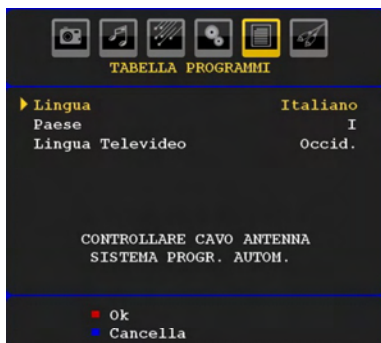 TABELLA PROGRAMMI
Lingua Italiano
Paese I
Lingua Televideo Occid.
CONTROLLARE CAVO ANTENNA
SISTEMA PROGR. AUTOM.
Ok
Cancella